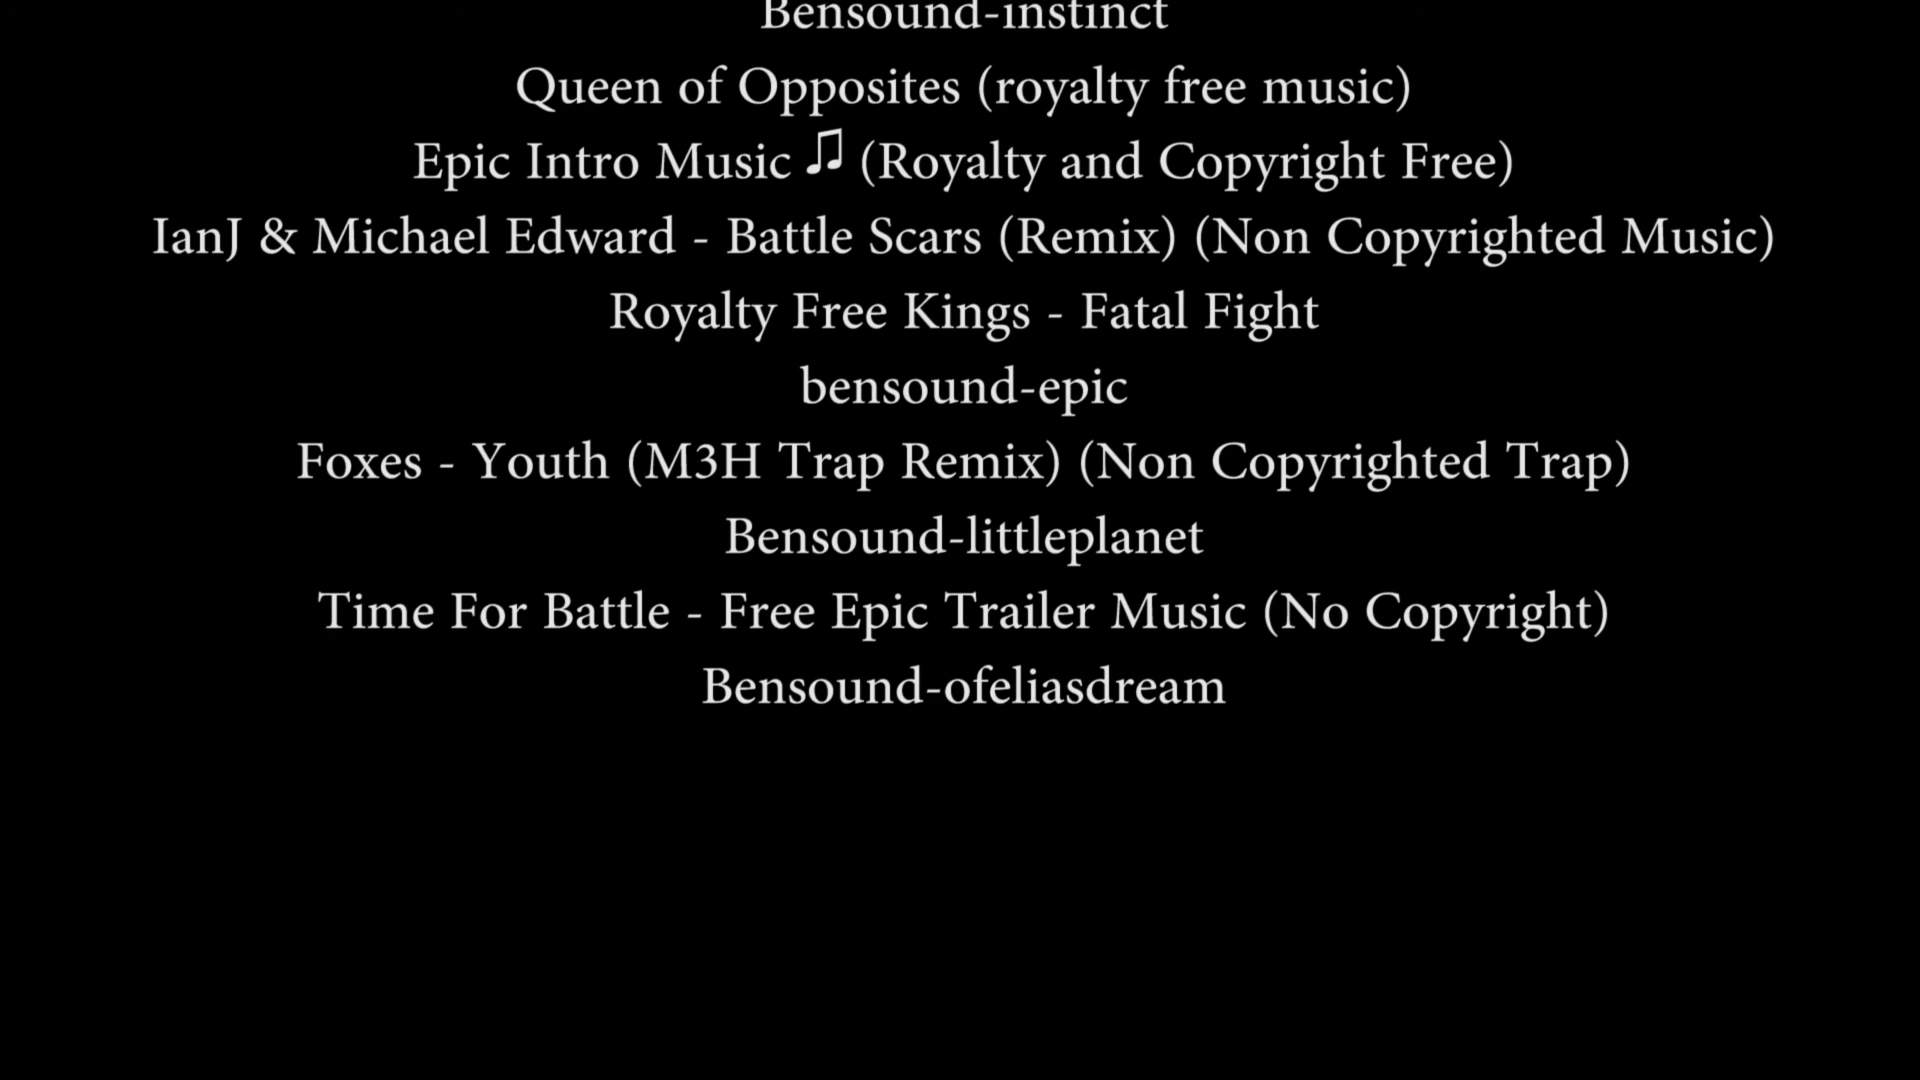 Bensound-instinct
Queen of Opposites (royalty free music)
Epic Intro Music ♫ (Royalty and Copyright Free)
IanJ & Michael Edward - Battle Scars (Remix) (Non Copyrighted Music)
Royalty Free Kings - Fatal Fight
bensound-epic
Foxes - Youth (M3H Trap Remix) (Non Copyrighted Trap)
Bensound-littleplanet
Time For Battle - Free Epic Trailer Music (No Copyright)
Bensound-ofeliasdream